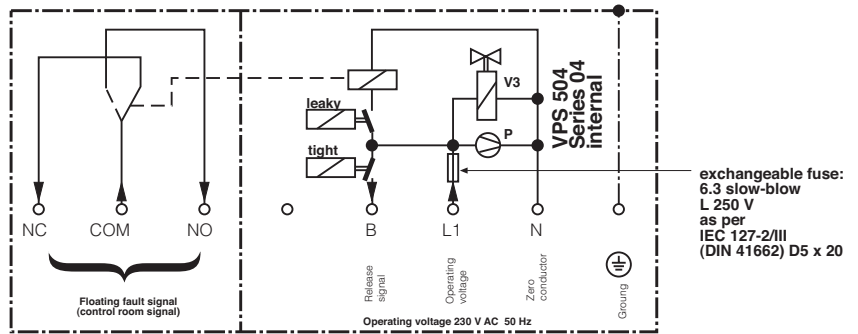 leaky
tight
V3
P
VPS 504
Series 04
internal
exchangeable fuse:
6.3 slow-blow
L 250 V
as per
IEC 127-2/III
(DIN 41662) D5 x 20
NC
COM
NO
B
L1
N
Floating fault signal
(control room signal)
Release
signal
Operating
voltage
Zero
conductor
Groung
Operating voltage 230 V AC 50 Hz